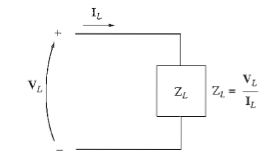 I_L
+
V_L
Z_L
Z_L = V_L / I_L
−